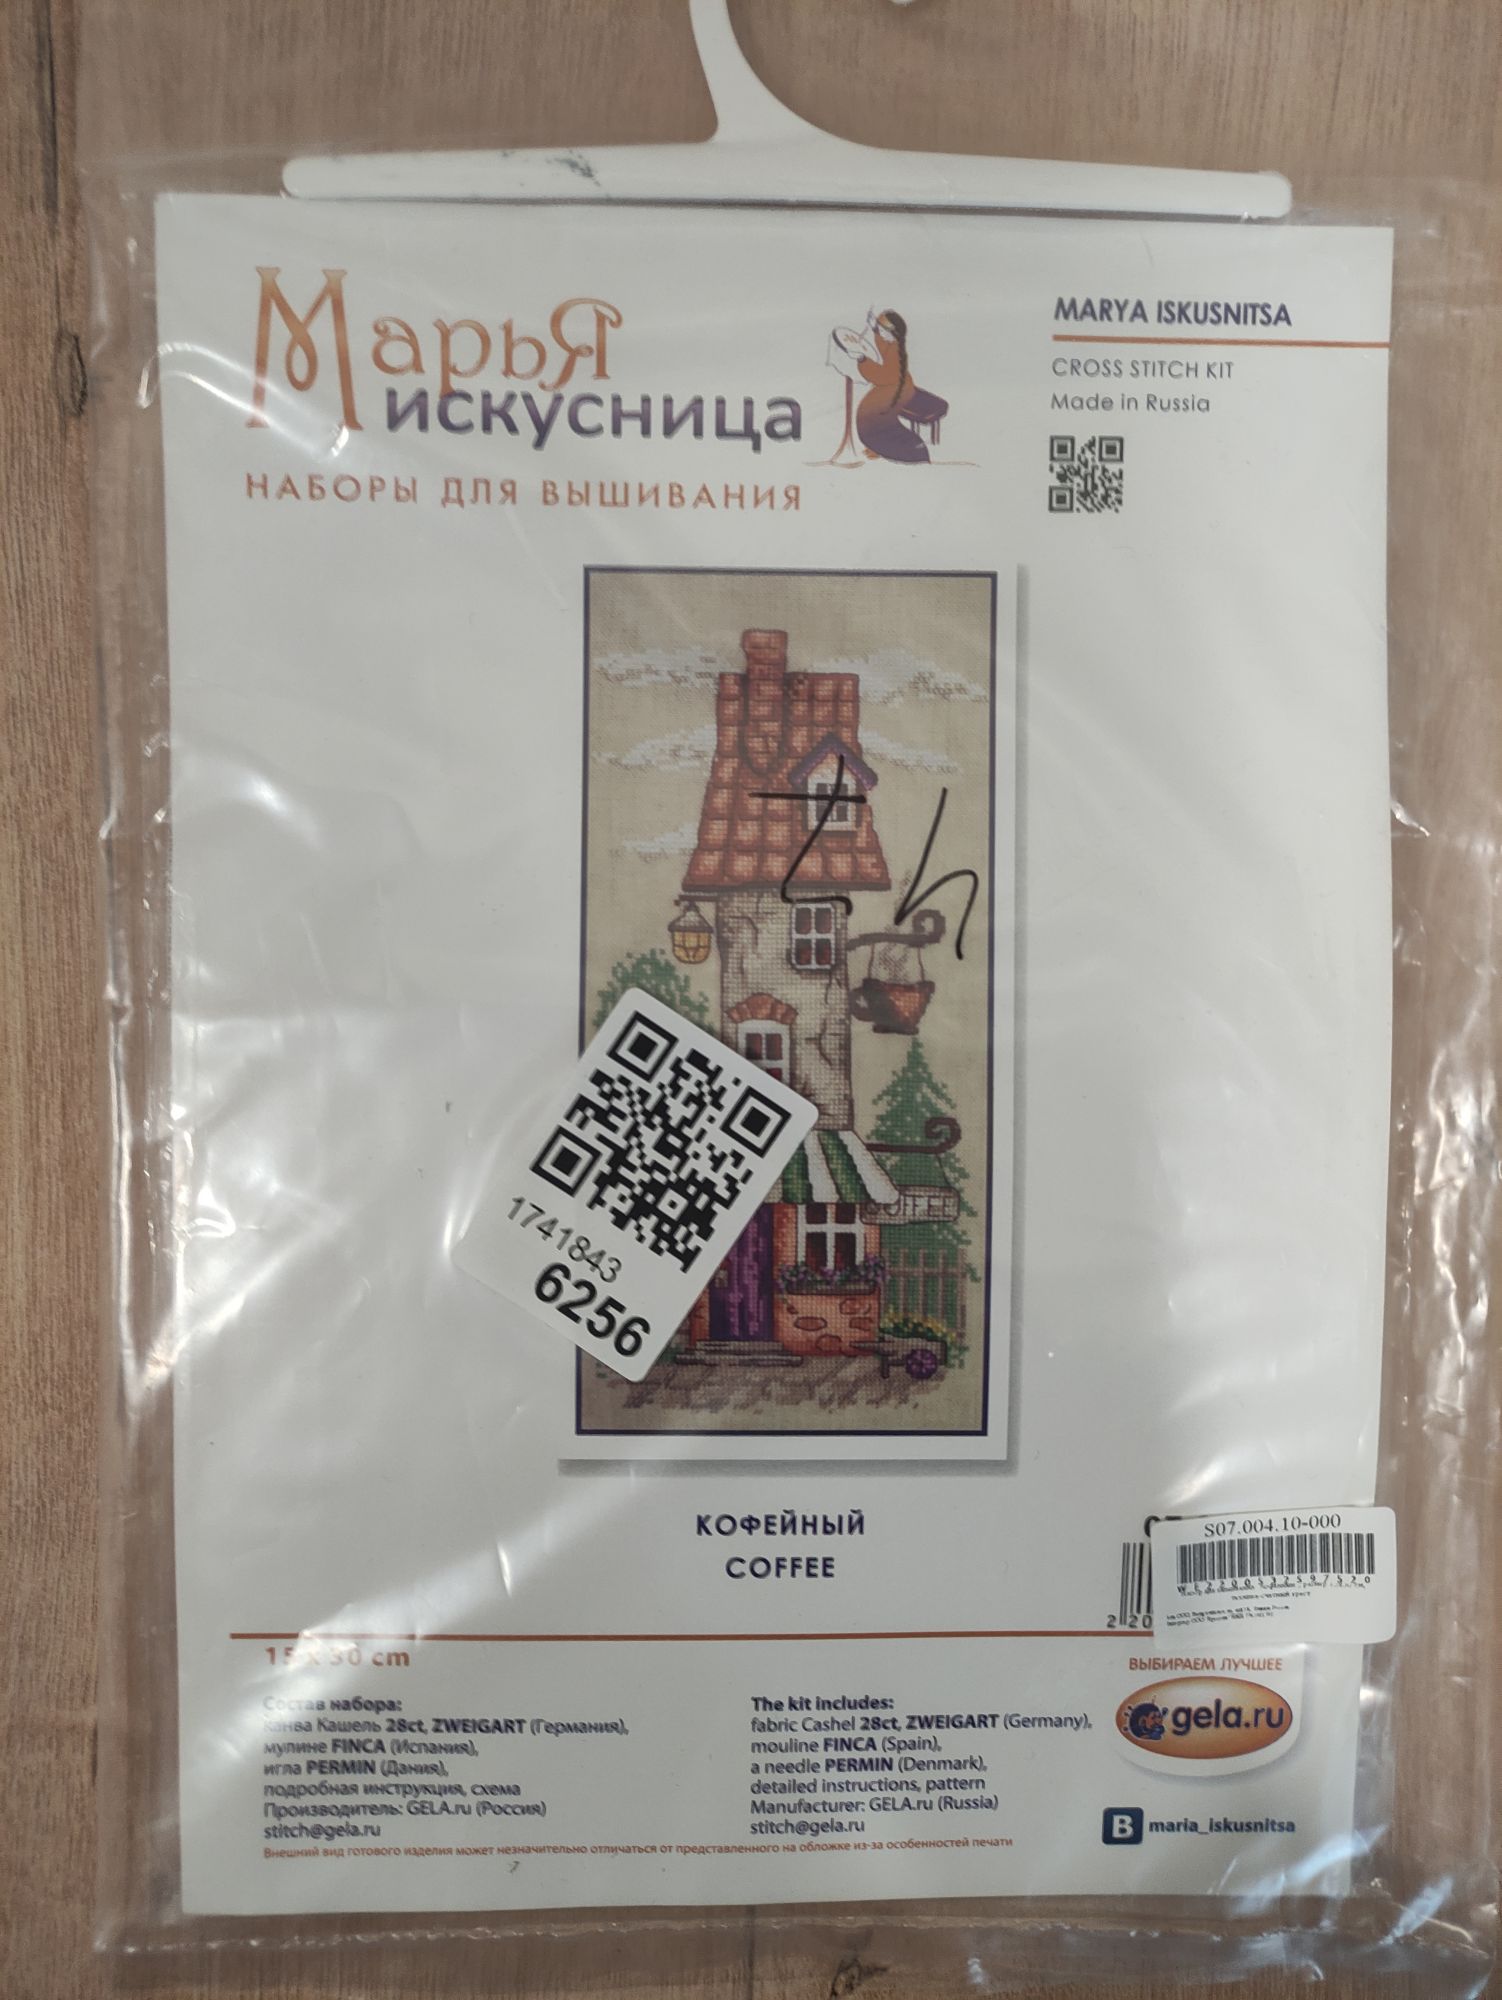 Марья
искусница
НАБОРЫ ДЛЯ ВЫШИВАНИЯ
MARYA ISKUSNITSA
CROSS STITCH KIT
Made in Russia
COFFEE
1741843
6256
КОФЕЙНЫЙ
COFFEE
S07.004.10-000
2 20
15 x 30 cm
ВЫБИРАЕМ ЛУЧШЕЕ
gela.ru
Состав набора:
канва Кашель 28ct, ZWEIGART (Германия),
мулине FINCA (Испания),
игла PERMIN (Дания),
подробная инструкция, схема
Производитель: GELA.ru (Россия)
stitch@gela.ru
The kit includes:
fabric Cashel 28ct, ZWEIGART (Germany),
mouline FINCA (Spain),
a needle PERMIN (Denmark),
detailed instructions, pattern
Manufacturer: GELA.ru (Russia)
stitch@gela.ru
B maria_iskusnitsa
Внешний вид готового изделия может незначительно отличаться от представленного на обложке из-за особенностей печати